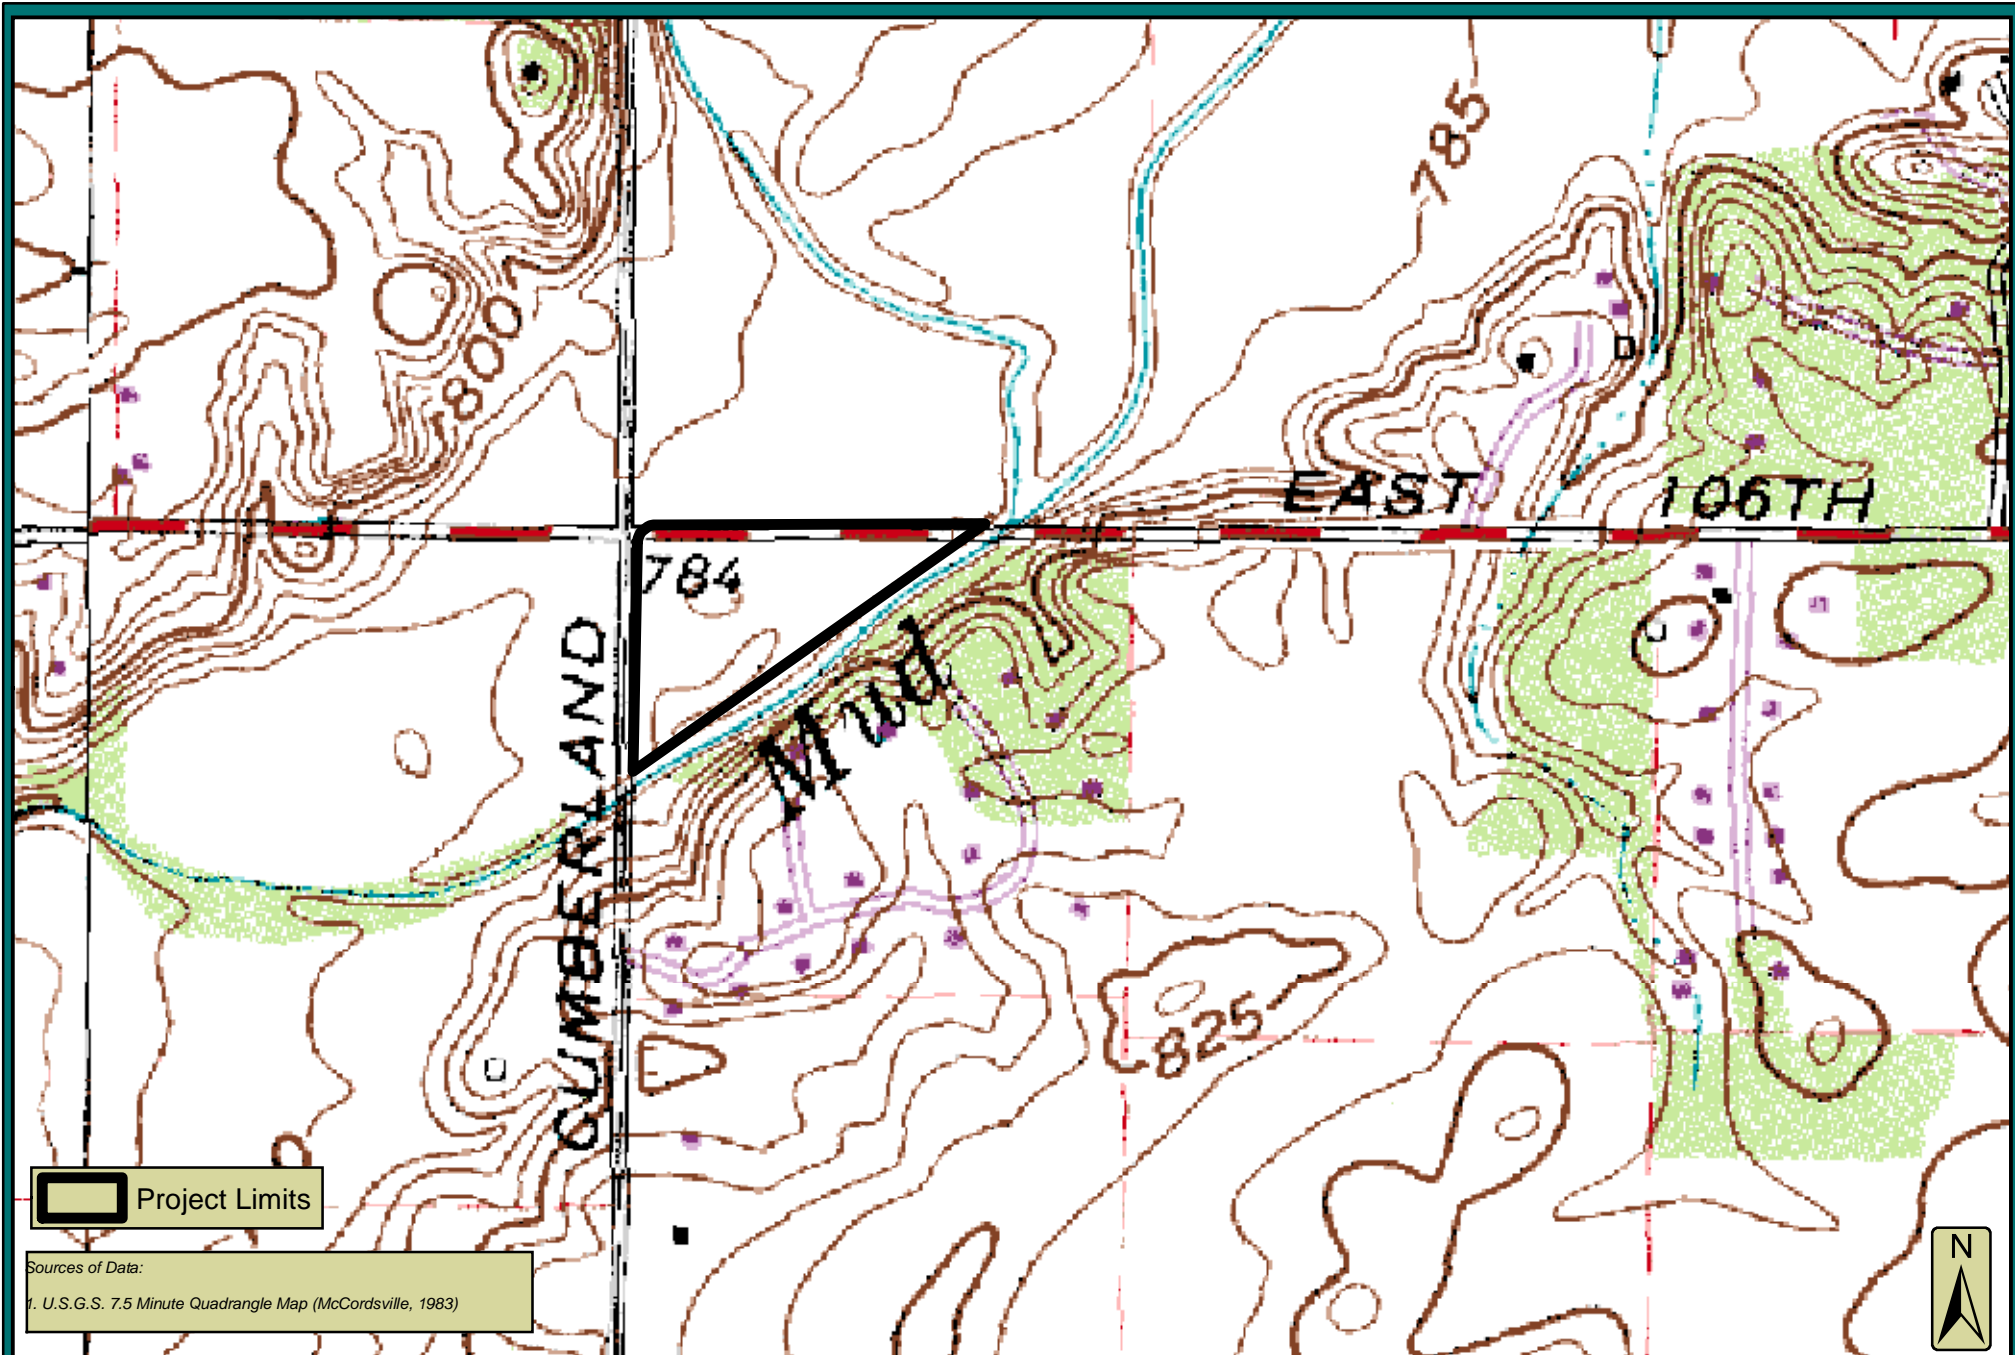 785
800
EAST 106TH
784
CUMBERLAND
Mud
825
0
Project Limits
Sources of Data:
1. U.S.G.S. 7.5 Minute Quadrangle Map (McCordsville, 1983)
N